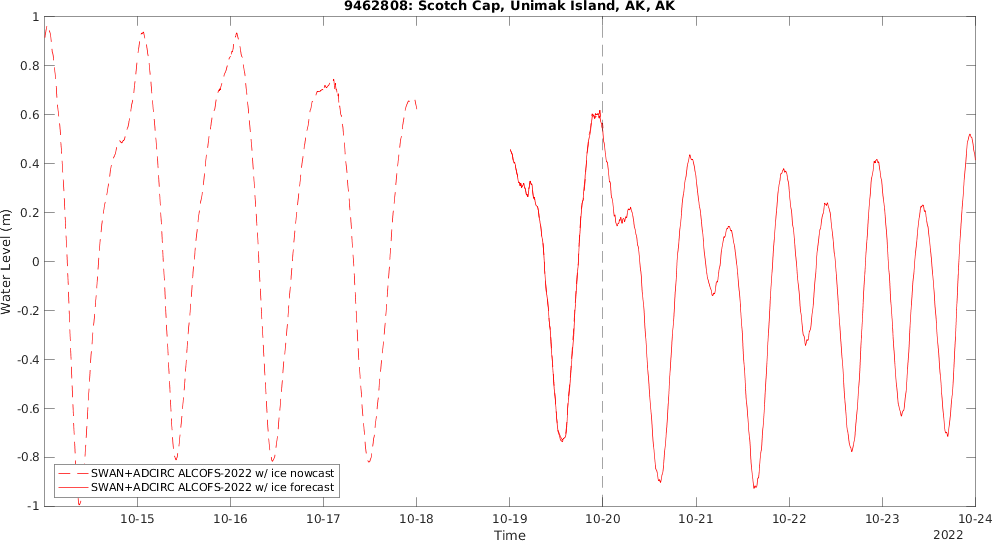 9462808: Scotch Cap, Unimak Island, AK, AK
Water Level (m)
1
0.8
0.6
0.4
0.2
0
-0.2
-0.4
-0.6
-0.8
-1
SWAN+ADCIRC ALCOFS-2022 w/ ice nowcast
SWAN+ADCIRC ALCOFS-2022 w/ ice forecast
10-15 10-16 10-17 10-18 10-19 10-20 10-21 10-22 10-23 10-24
Time
2022